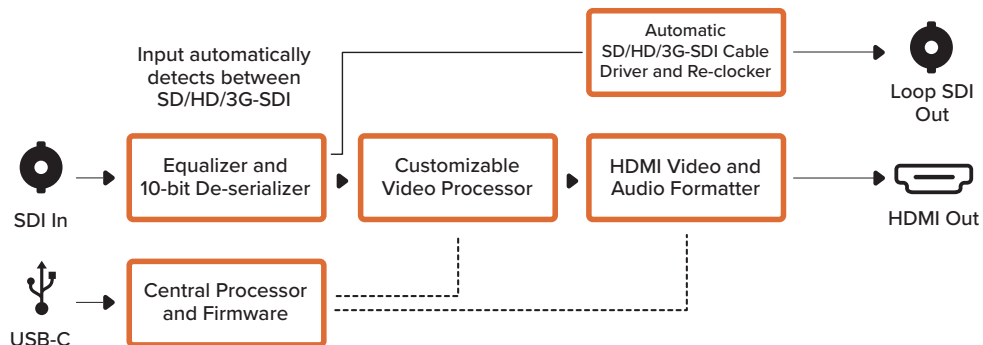 Input automatically
detects between
SD/HD/3G-SDI
Automatic
SD/HD/3G-SDI Cable
Driver and Re-clocker
Loop SDI
Out
SDI In
Equalizer and
10-bit De-serializer
Customizable
Video Processor
HDMI Video and
Audio Formatter
HDMI Out
USB-C
Central Processor
and Firmware